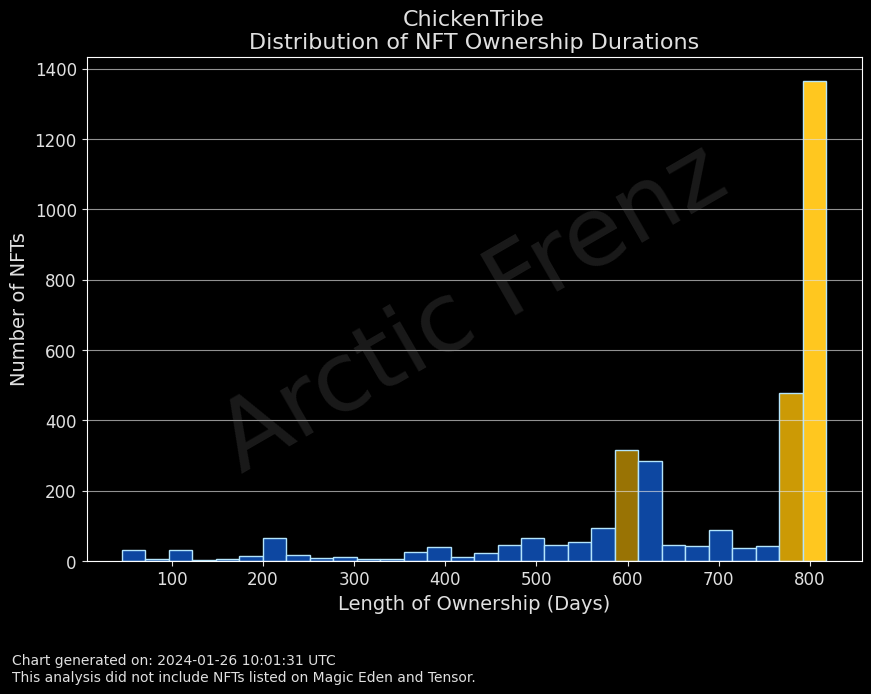 ChickenTribe
Distribution of NFT Ownership Durations
1400
1200
1000
800
600
400
200
0
Number of NFTs
Arctic Frenz
100 200 300 400 500 600 700 800
Length of Ownership (Days)
Chart generated on: 2024-01-26 10:01:31 UTC
This analysis did not include NFTs listed on Magic Eden and Tensor.